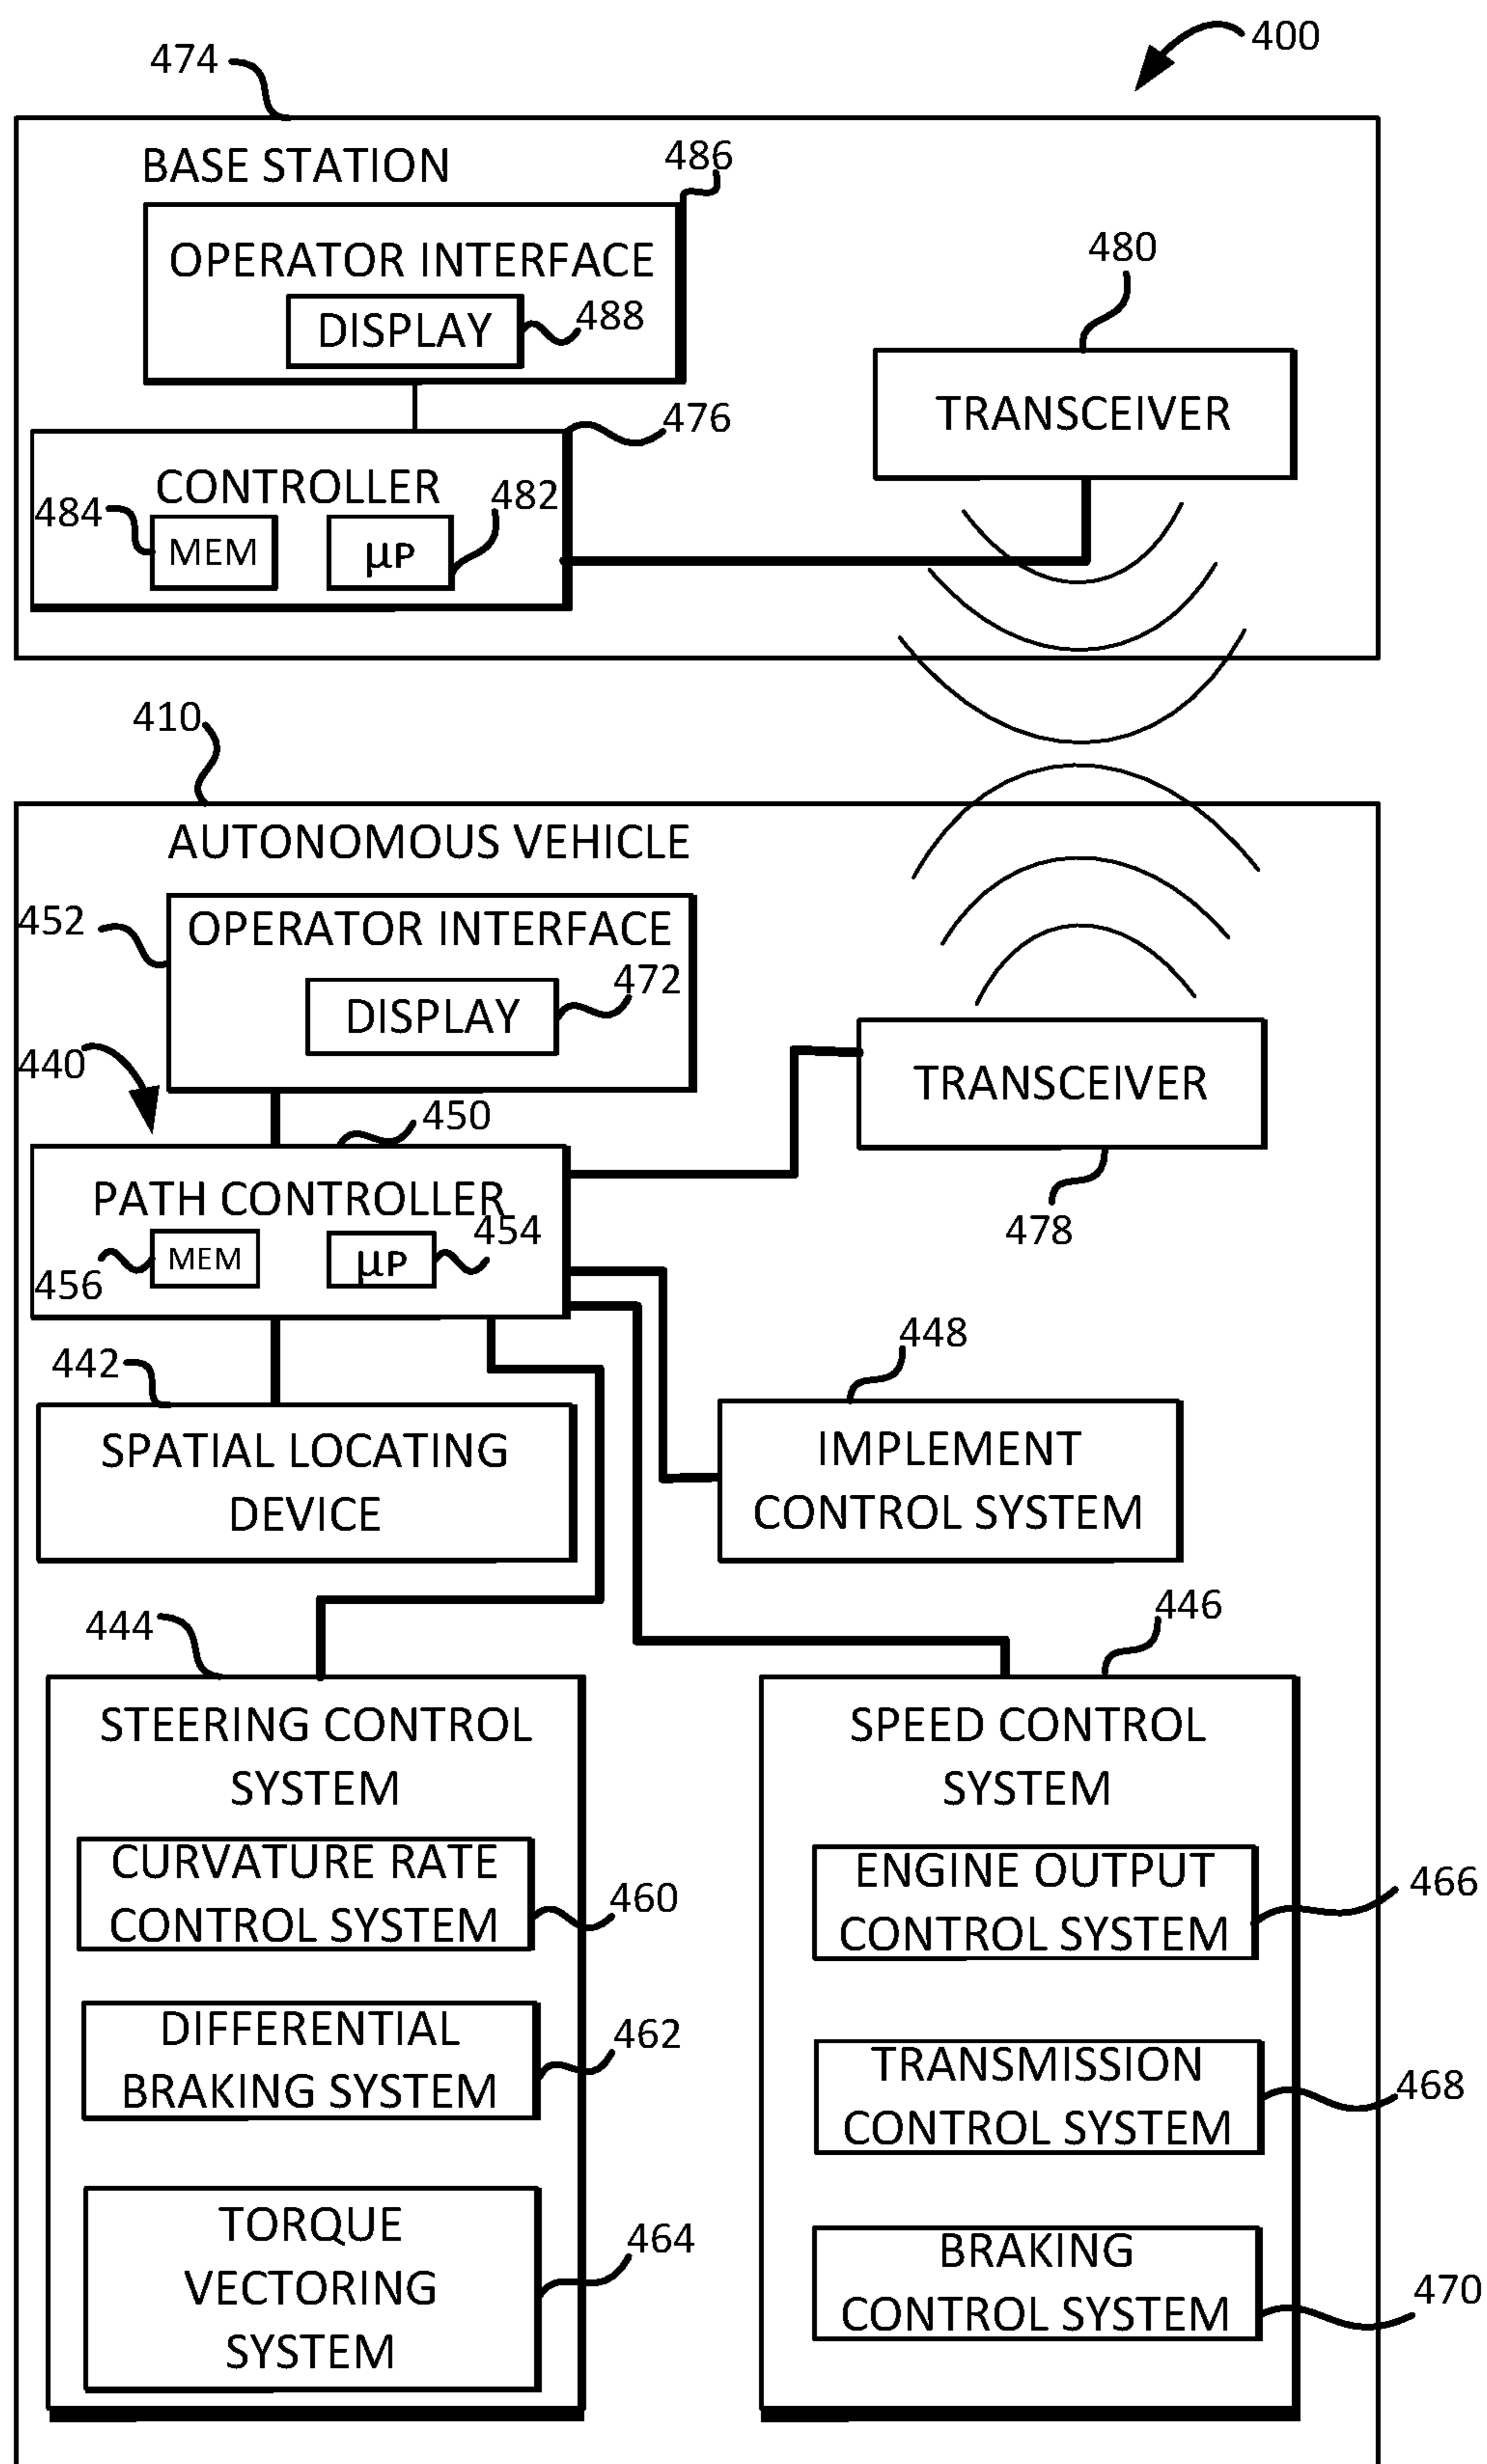 400
474
BASE STATION
486
OPERATOR INTERFACE
480
DISPLAY
488
TRANSCEIVER
476
CONTROLLER
484
482
MEM
µP
410
AUTONOMOUS VEHICLE
452
OPERATOR INTERFACE
472
DISPLAY
440
TRANSCEIVER
450
PATH CONTROLLER
454
478
MEM
µP
456
448
442
SPATIAL LOCATING
DEVICE
IMPLEMENT
CONTROL SYSTEM
444
446
STEERING CONTROL
SYSTEM
SPEED CONTROL
SYSTEM
CURVATURE RATE
CONTROL SYSTEM
460
ENGINE OUTPUT
CONTROL SYSTEM
466
DIFFERENTIAL
BRAKING SYSTEM
462
TRANSMISSION
CONTROL SYSTEM
468
TORQUE
VECTORING
SYSTEM
464
BRAKING
CONTROL SYSTEM
470